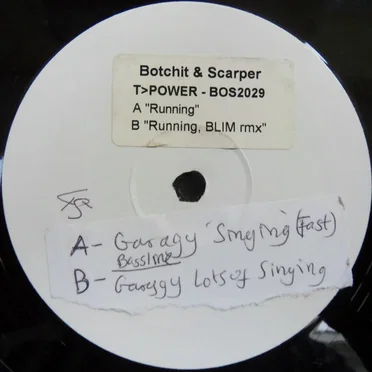 Botchit & Scarper
T>POWER - BOS2029
A "Running"
B "Running, BLIM rmx"
A - Garagy 'Singing' (Fast)
Bassline
B - Garagy Lots of Singing